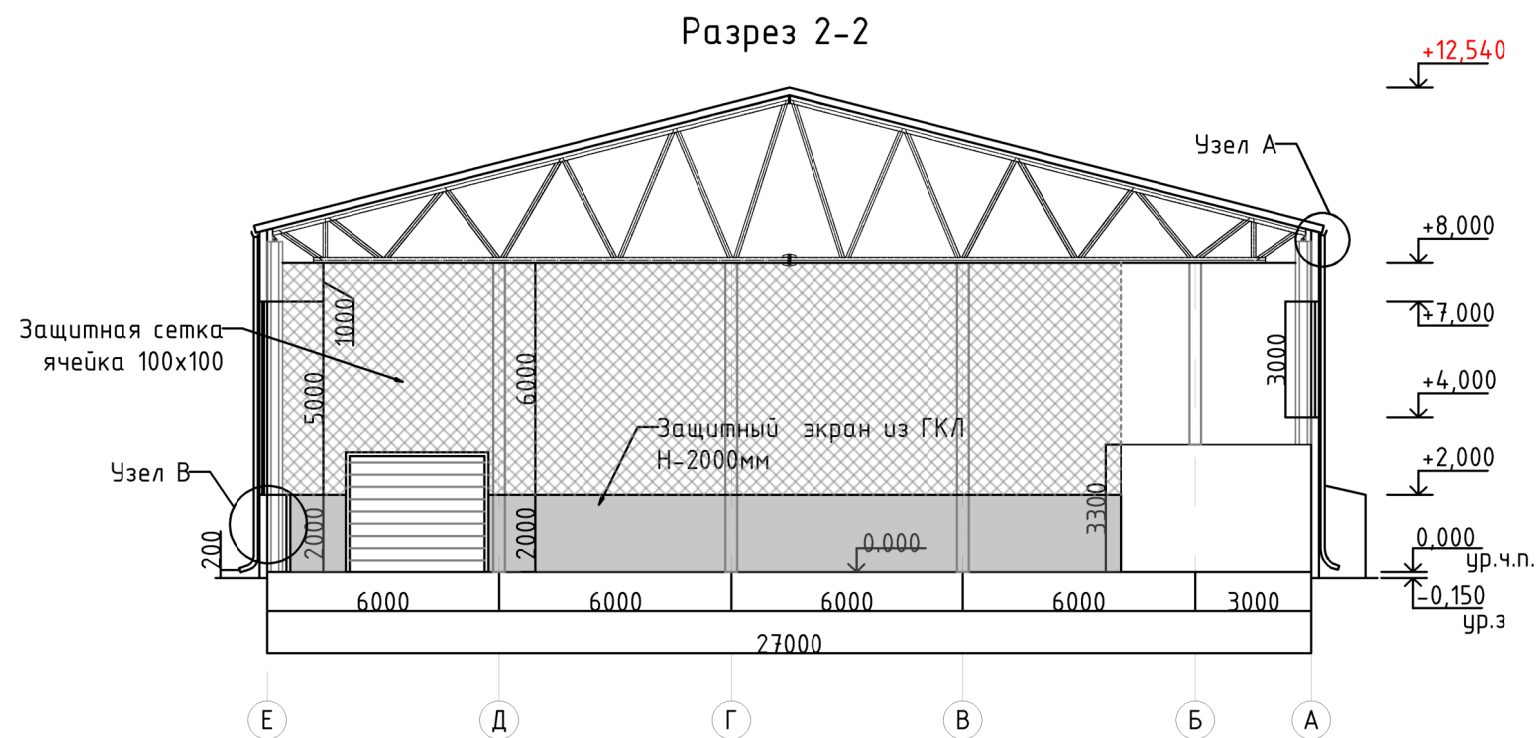 Разрез 2-2
+12,540
Узел А
+8,000
+7,000
Защитная сетка
ячейка 100х100
1000
5000
6000
3000
+4,000
Защитный экран из ГКЛ
Н-2000мм
+2,000
Узел В
200
2000
2000
3300
0,000
0,000
ур.ч.п.
-0,150
ур.з
6000
6000
6000
6000
3000
27000
Е
Д
Г
В
Б
А